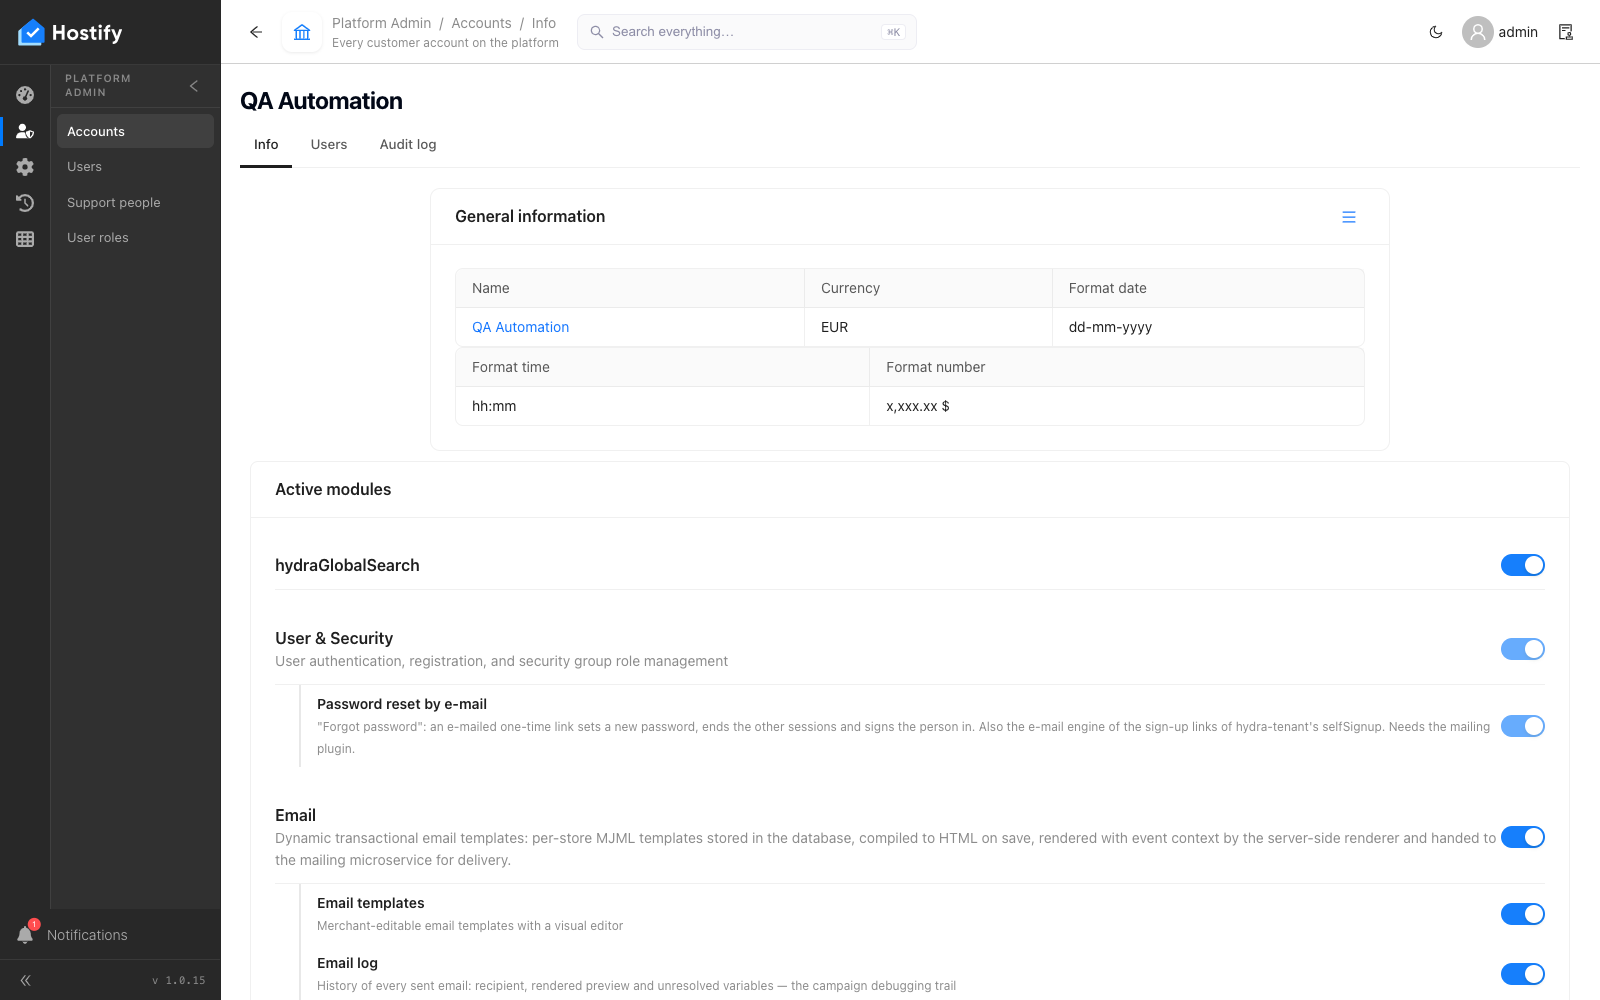 Hostify
Platform Admin / Accounts / Info
Every customer account on the platform
Search everything...
⌘K
admin
PLATFORM
ADMIN
Accounts
Users
Support people
User roles
1
Notifications
v 1.0.15
QA Automation
Info
Users
Audit log
General information
Name
Currency
Format date
QA Automation
EUR
dd-mm-yyyy
Format time
Format number
hh:mm
x,xxx.xx $
Active modules
hydraGlobalSearch
User & Security
User authentication, registration, and security group role management
Password reset by e-mail
"Forgot password": an e-mailed one-time link sets a new password, ends the other sessions and signs the person in. Also the e-mail engine of the sign-up links of hydra-tenant's selfSignup. Needs the mailing
plugin.
Email
Dynamic transactional email templates: per-store MJML templates stored in the database, compiled to HTML on save, rendered with event context by the server-side renderer and handed to
the mailing microservice for delivery.
Email templates
Merchant-editable email templates with a visual editor
Email log
History of every sent email: recipient, rendered preview and unresolved variables — the campaign debugging trail